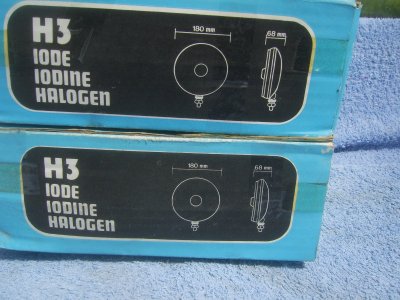 H3
IODE
IODINE
HALOGEN
180 mm
68 mm
H3
IODE
IODINE
HALOGEN
180 mm
68 mm